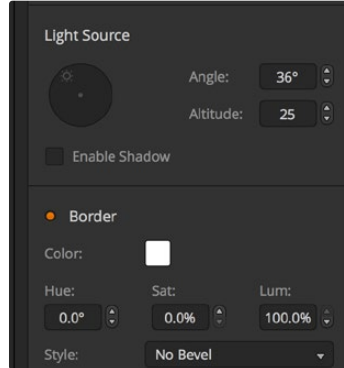 Light Source
Angle: 36°
Altitude: 25
Enable Shadow
Border
Color:
Hue: Sat: Lum:
0.0° 0.0% 100.0%
Style: No Bevel